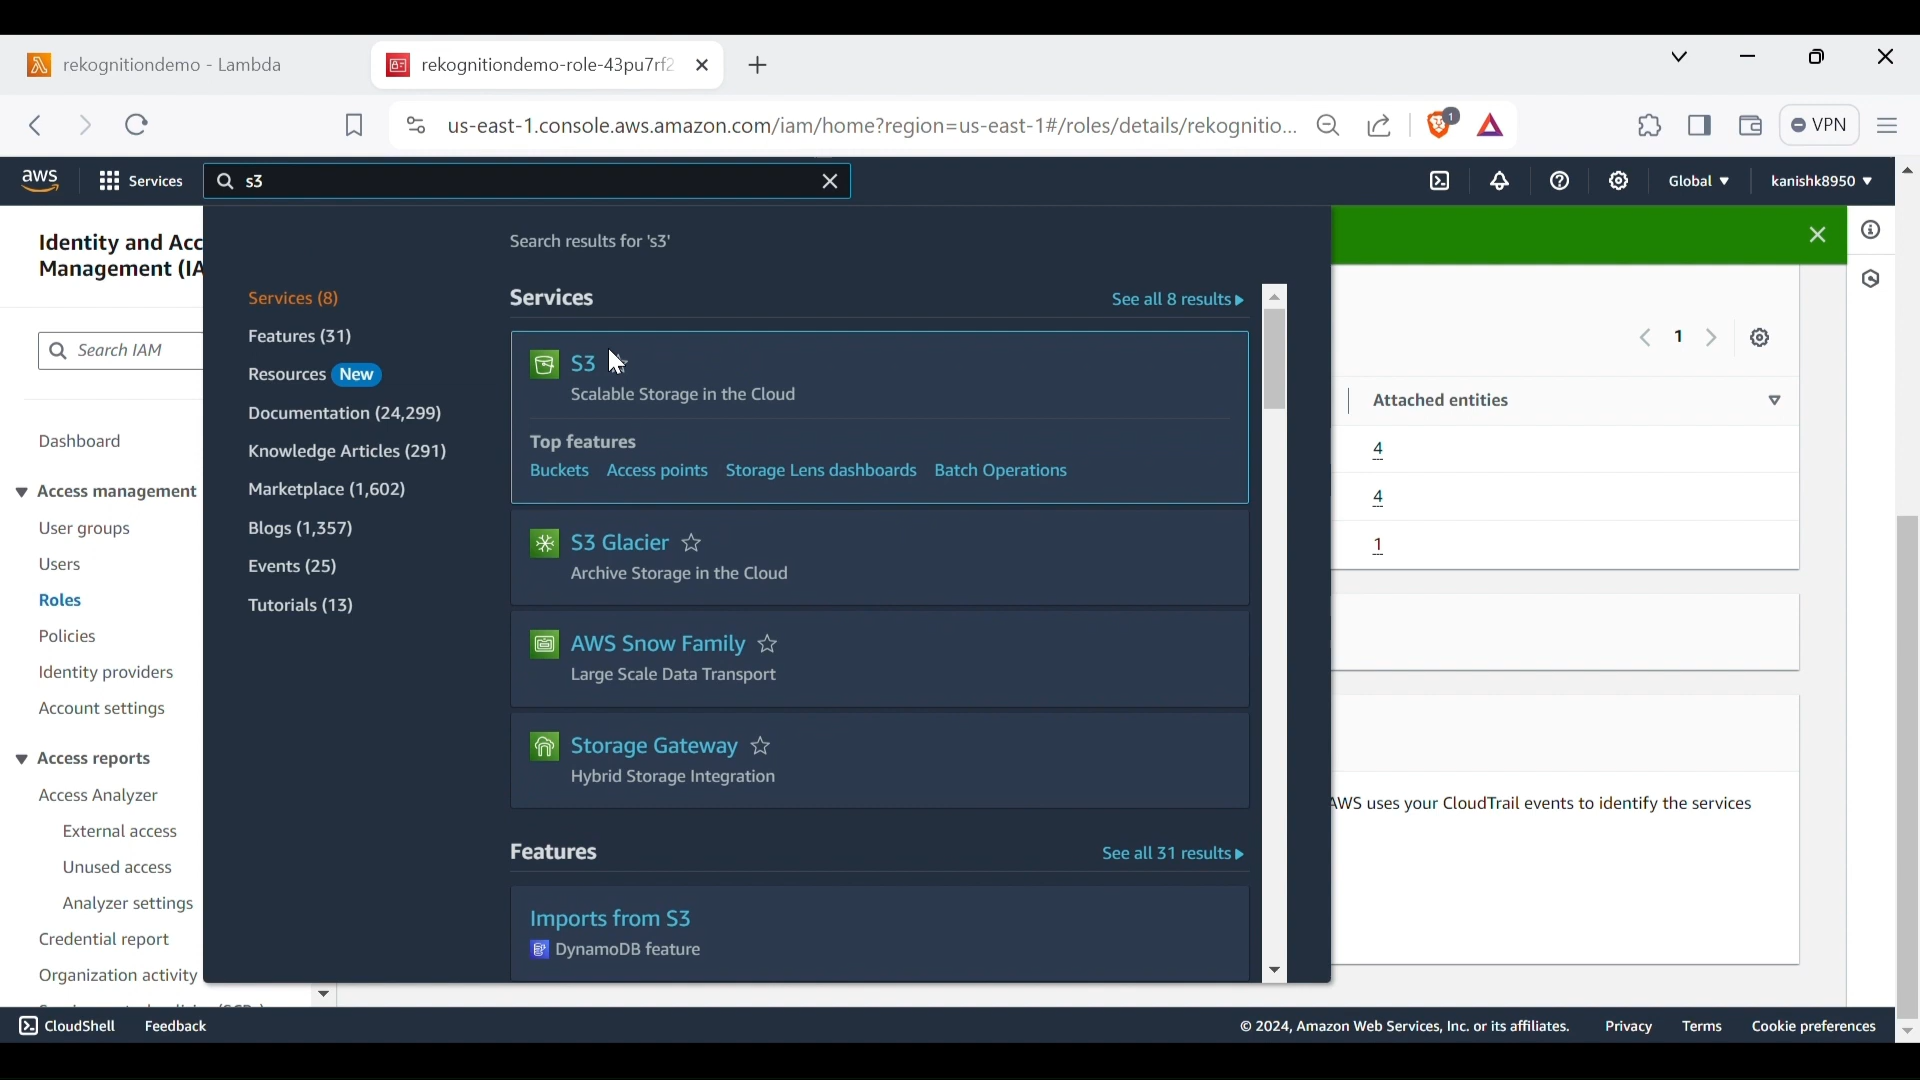 rekognitiondemo - Lambda
rekognitiondemo-role-43pu7rf2
us-east-1.console.aws.amazon.com/iam/home?region=us-east-1#/roles/details/rekognitio...
1
VPN
aws
Services
s3
Global
kanishk8950
Identity and Acc
Management (IA
Search IAM
Dashboard
Access management
User groups
Users
Roles
Policies
Identity providers
Account settings
Access reports
Access Analyzer
External access
Unused access
Analyzer settings
Credential report
Organization activity
Search results for 's3'
Services (8)
Features (31)
Resources New
Documentation (24,299)
Knowledge Articles (291)
Marketplace (1,602)
Blogs (1,357)
Events (25)
Tutorials (13)
Services
See all 8 results
S3
Scalable Storage in the Cloud
Top features
Buckets Access points Storage Lens dashboards Batch Operations
S3 Glacier
Archive Storage in the Cloud
AWS Snow Family
Large Scale Data Transport
Storage Gateway
Hybrid Storage Integration
Features
See all 31 results
Imports from S3
DynamoDB feature
1
Attached entities
4
4
1
AWS uses your CloudTrail events to identify the services
CloudShell
Feedback
© 2024, Amazon Web Services, Inc. or its affiliates.
Privacy
Terms
Cookie preferences